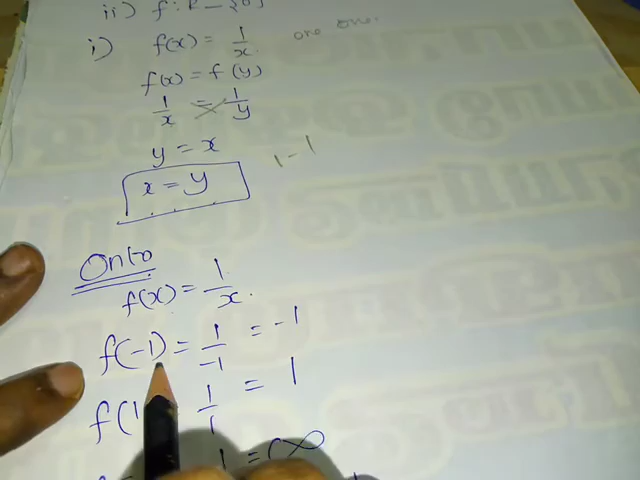 ii) f : R - {0}
i) f(x) = 1/x one one.
f(x) = f(y)
1/x = 1/y
y = x
x = y 1-1
Onto
f(x) = 1/x.
f(-1) = 1/-1 = -1
f(1 1/1 = 1
1 = ∞